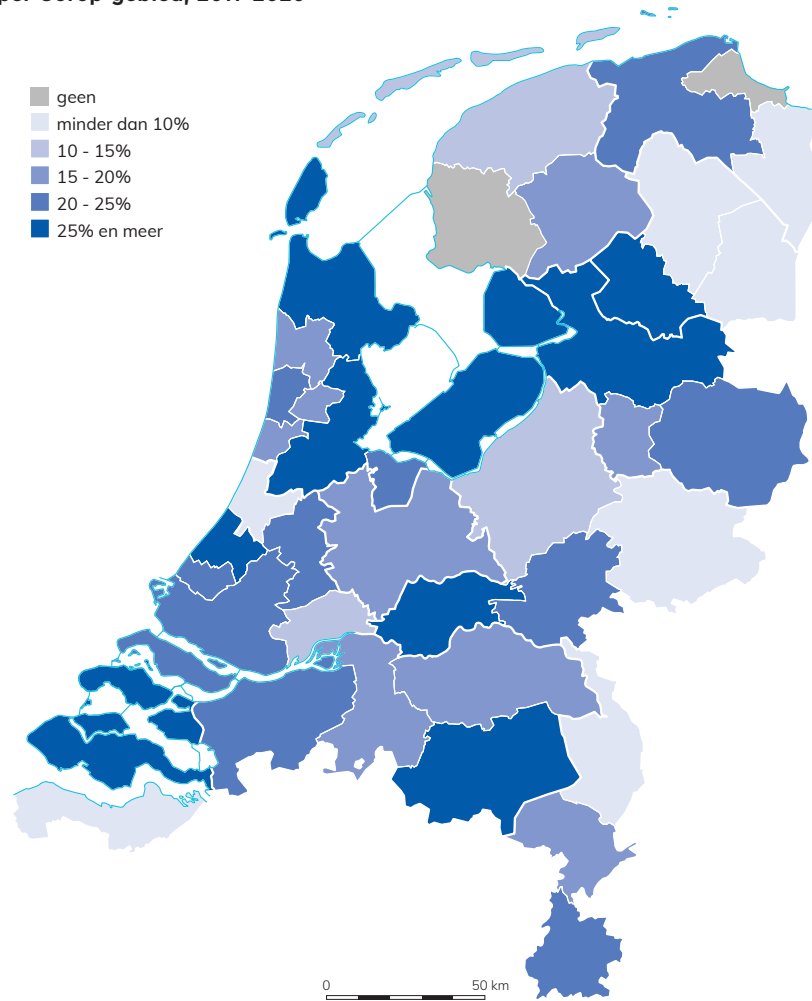 geen
minder dan 10%
10 - 15%
15 - 20%
20 - 25%
25% en meer
0 50 km